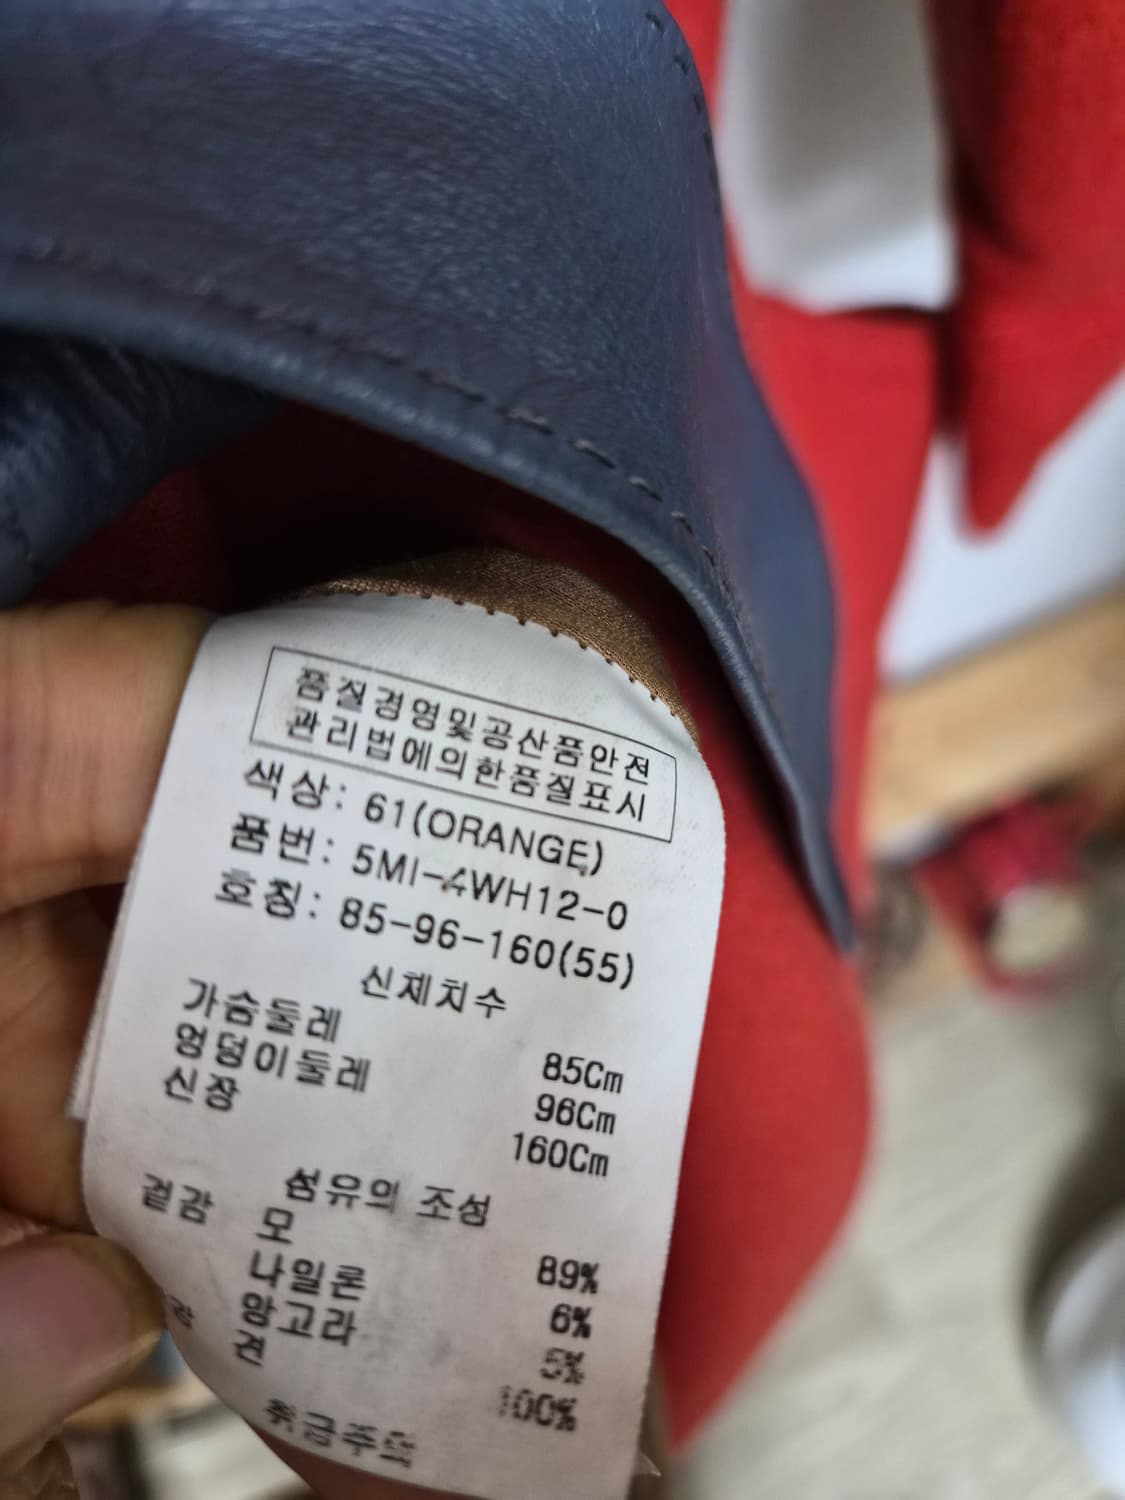 품질경영및공산품안전
관리법에의한품질표시
색상: 61(ORANGE)
품번: 5MI-4WH12-0
호칭: 85-96-160(55)
신체치수
가슴둘레 85Cm
엉덩이둘레 96Cm
신장 160Cm
섬유의 조성
겉감 모 89%
나일론 6%
앙고라 5%
견 100%
취급주의